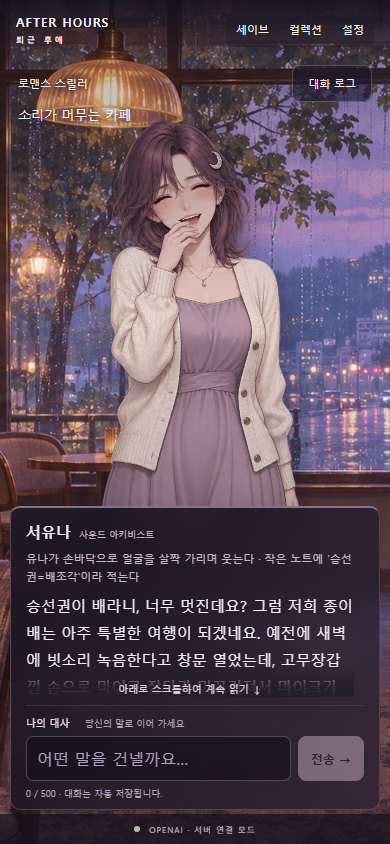 AFTER HOURS
퇴근 후에
세이브 컬렉션 설정
로맨스 스릴러
대화 로그
소리가 머무는 카페
서유나 사운드 아키비스트
유나가 손바닥으로 얼굴을 살짝 가리며 웃는다 · 작은 노트에 '승선
권=배조각'이라 적는다
승선권이 배라니, 너무 멋진데요? 그럼 저희 종이
배는 아주 특별한 여행이 되겠네요. 예전에 새벽
에 빗소리 녹음한다고 창문 열었는데, 고무장갑
낀 손으로 마이크
아래로 스크롤하여 계속 읽기 ↓
나의 대사 당신의 말로 이어 가세요
어떤 말을 건넬까요...
전송 →
0 / 500 · 대화는 자동 저장됩니다.
OPENAI · 서버 연결 모드